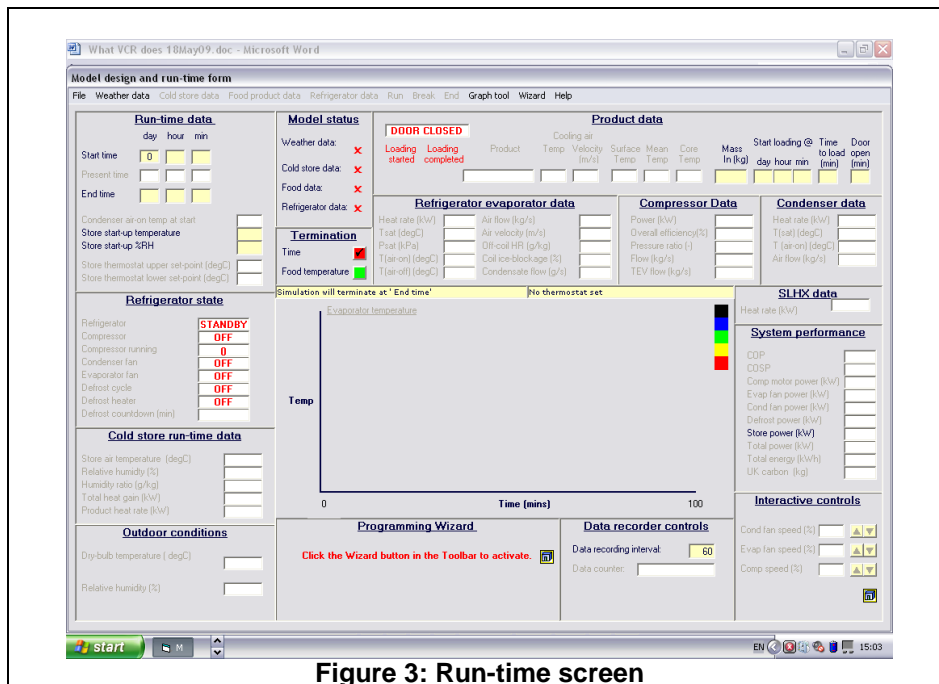 What VCR does 18May09.doc - Microsoft Word
Model design and run-time form
File Weather data Cold store data Food product data Refrigerator data Run Break End Graph tool Wizard Help
Run-time data
day hour min
Start time 0
Present time
End time
Condenser air-on temp at start
Store start-up temperature
Store start-up %RH
Store thermostat upper set-point (degC)
Store thermostat lower set-point (degC)
Model status
Weather data: x
Cold store data: x
Food data: x
Refrigerator data: x
Termination
Time
Food temperature
Product data
DOOR CLOSED
Loading started
Loading completed
Product
Cooling air
Temp
Velocity (m/s)
Surface Temp
Mean Temp
Core Temp
Mass In (kg)
Start loading @
day hour min
Time to load (min)
Door open (min)
Refrigerator evaporator data
Heat rate (kW)
Tsat (degC)
Psat (kPa)
T(air-on) (degC)
T(air-off) (degC)
Air flow (kg/s)
Air velocity (m/s)
Off-coil HR (g/kg)
Coil ice-blockage (%)
Condensate flow (g/s)
Compressor Data
Power (kW)
Overall efficiency(%)
Pressure ratio (-)
Flow (kg/s)
TEV flow (kg/s)
Condenser data
Heat rate (kW)
T(sat) (degC)
T (air-on) (degC)
Air flow (kg/s)
Simulation will terminate at ' End time'
No thermostat set
Refrigerator state
Refrigerator STANDBY
Compressor OFF
Compressor running 0
Condenser fan OFF
Evaporator fan OFF
Defrost cycle OFF
Defrost heater OFF
Defrost countdown (min)
Evaporator temperature
Temp
0 Time (mins) 100
SLHX data
Heat rate (kW)
System performance
COP
COSP
Comp motor power (kW)
Evap fan power (kW)
Cond fan power (kW)
Defrost power (kW)
Store power (kW)
Total power (kW)
Total energy (kWh)
UK carbon (kg)
Cold store run-time data
Store air temperature (degC)
Relative humidty (%)
Humidity ratio (g/kg)
Total heat gain (kW)
Product heat rate (kW)
Outdoor conditions
Dry-bulb temperature ( degC)
Relative humidity (%)
Programming Wizard
Click the Wizard button in the Toolbar to activate.
Data recorder controls
Data recording interval: 60
Data counter:
Interactive controls
Cond fan speed (%)
Evap fan speed (%)
Comp speed (%)
start M EN 15:03
Figure 3: Run-time screen